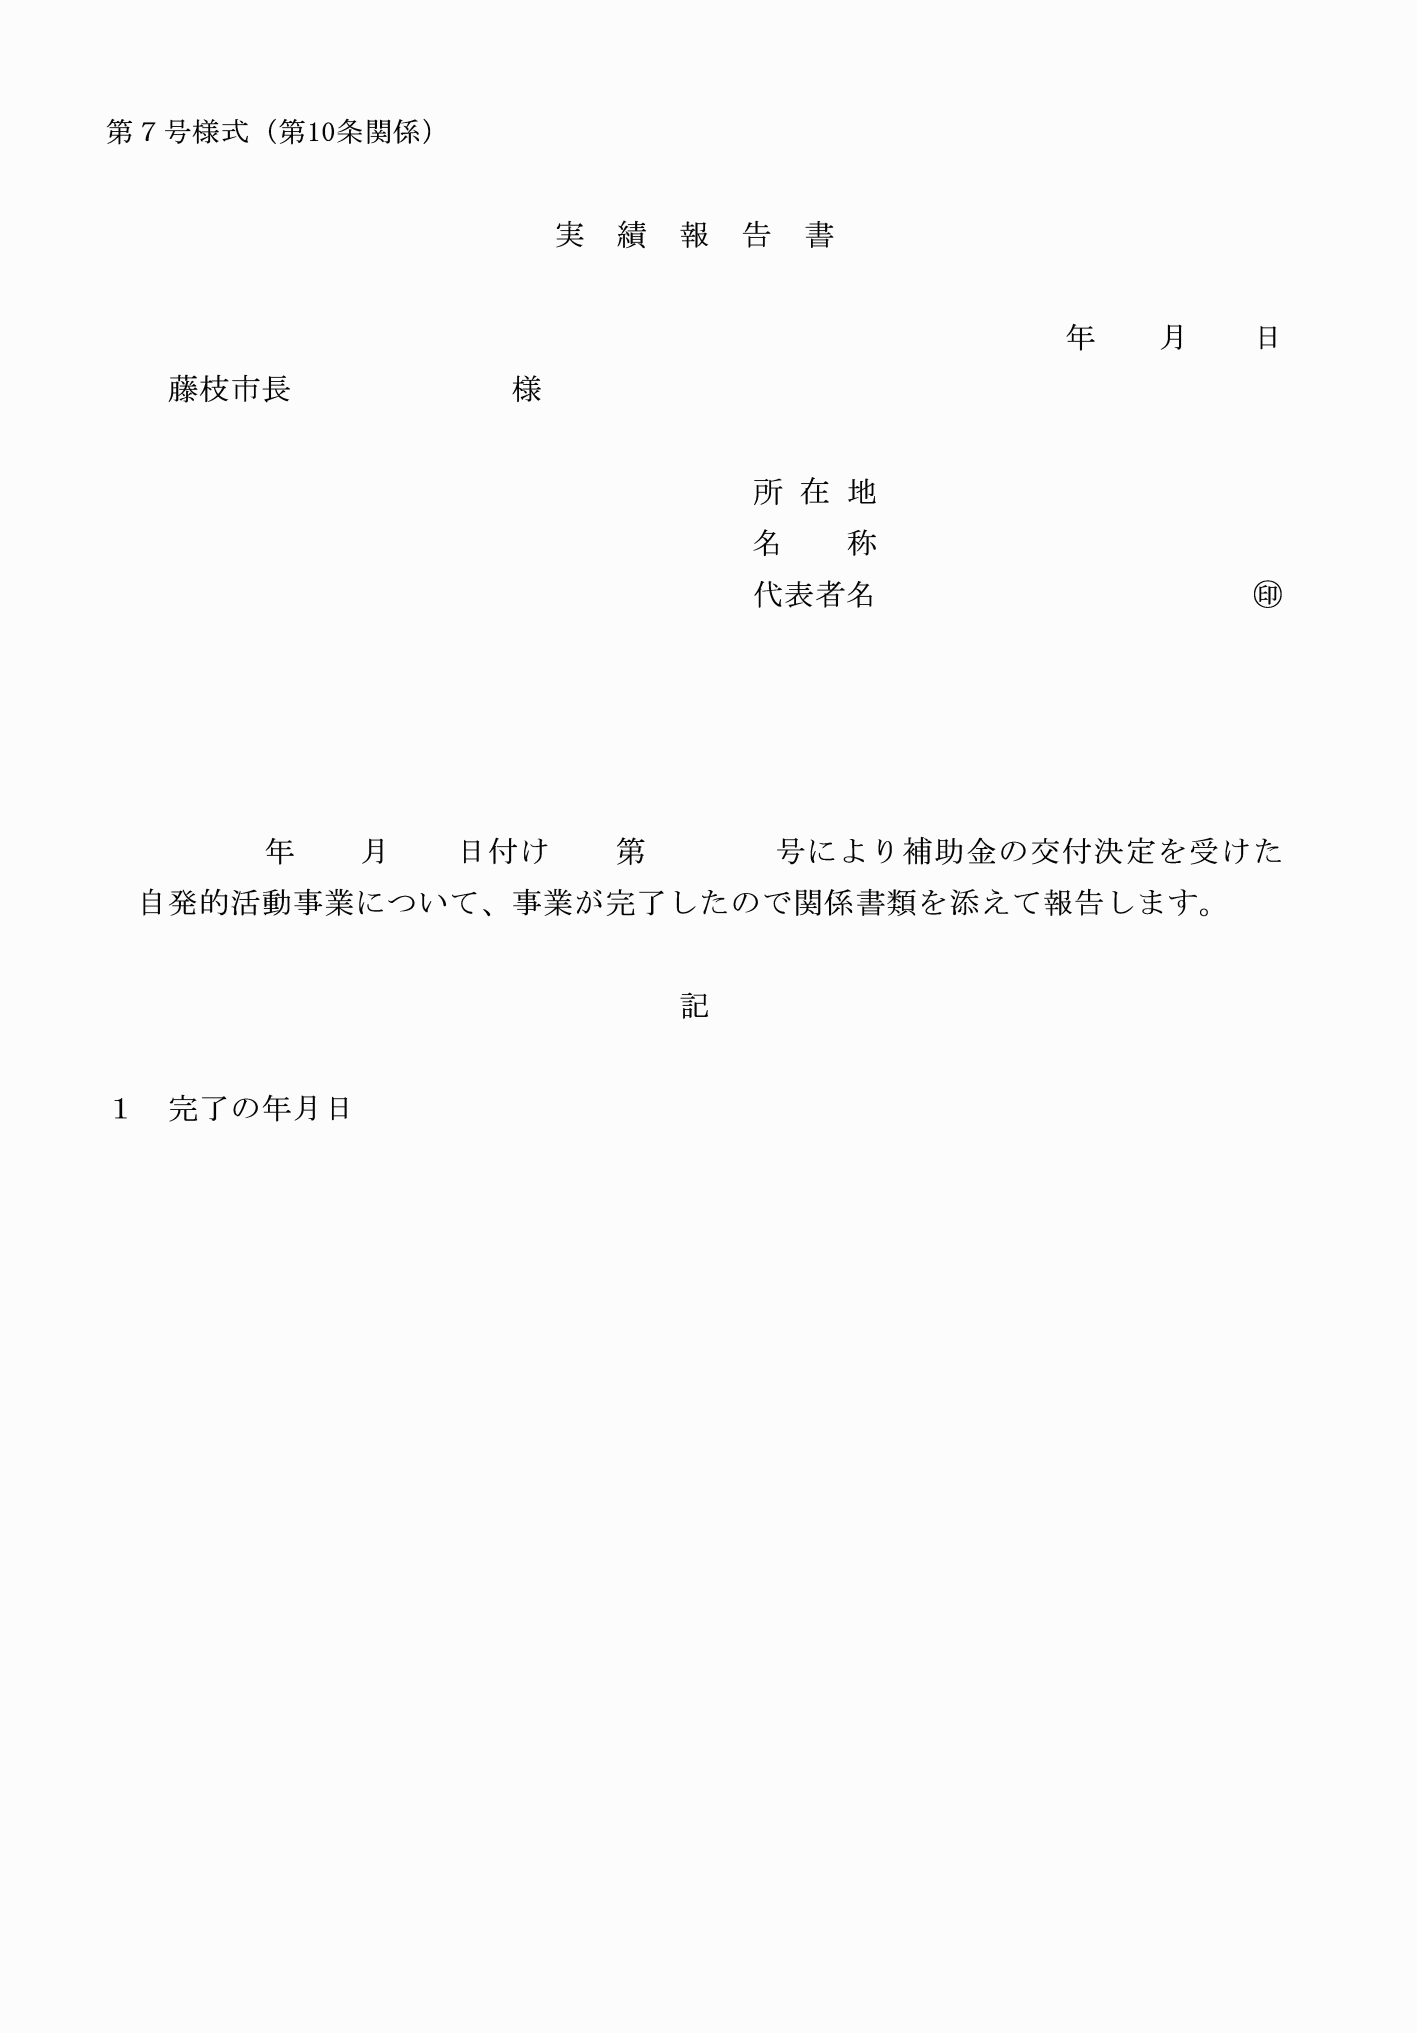 第７号様式（第10条関係）
実　績　報　告　書
年　　月　　日
藤枝市長　　　　　　　様
所 在 地
名　　称
代表者名　　　　　　　　　　　　㊞
年　　月　　日付け　　第　　　　号により補助金の交付決定を受けた
自発的活動事業について、事業が完了したので関係書類を添えて報告します。
記
１　完了の年月日